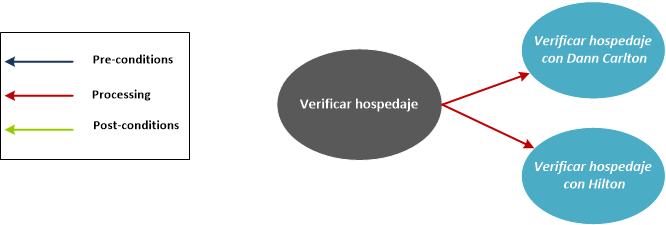 Pre-conditions
Processing
Post-conditions
Verificar hospedaje
Verificar hospedaje
con Dann Carlton
Verificar hospedaje
con Hilton